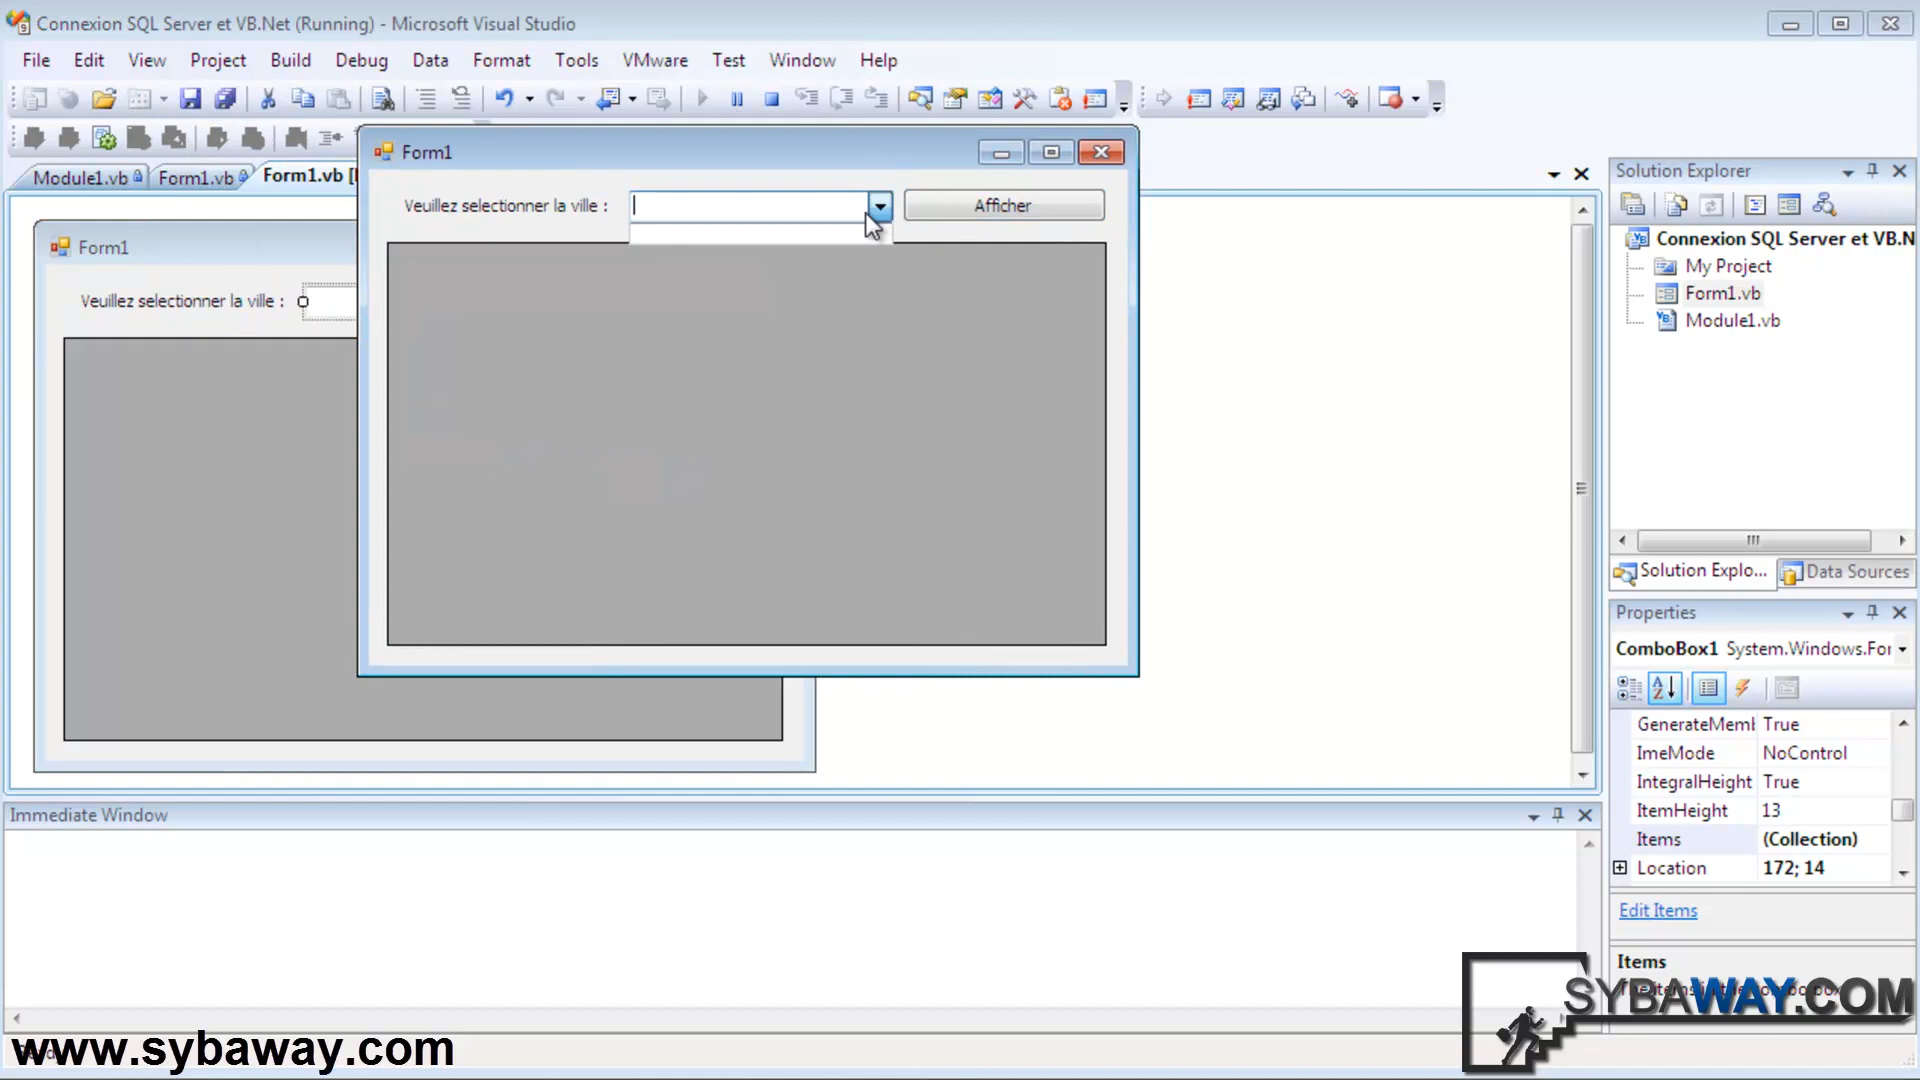 Connexion SQL Server et VB.Net (Running) - Microsoft Visual Studio
File Edit View Project Build Debug Data Format Tools VMware Test Window Help
Module1.vb Form1.vb Form1.vb [
Form1
Veuillez selectionner la ville :
Afficher
Form1
Veuillez selectionner la ville :
Solution Explorer
Connexion SQL Server et VB.N
My Project
Form1.vb
Module1.vb
Solution Explo... Data Sources
Properties
ComboBox1 System.Windows.For
GenerateMemb True
ImeMode NoControl
IntegralHeight True
ItemHeight 13
Items (Collection)
Location 172; 14
Edit Items
Items
Immediate Window
www.sybaway.com
SYBAWAY.COM